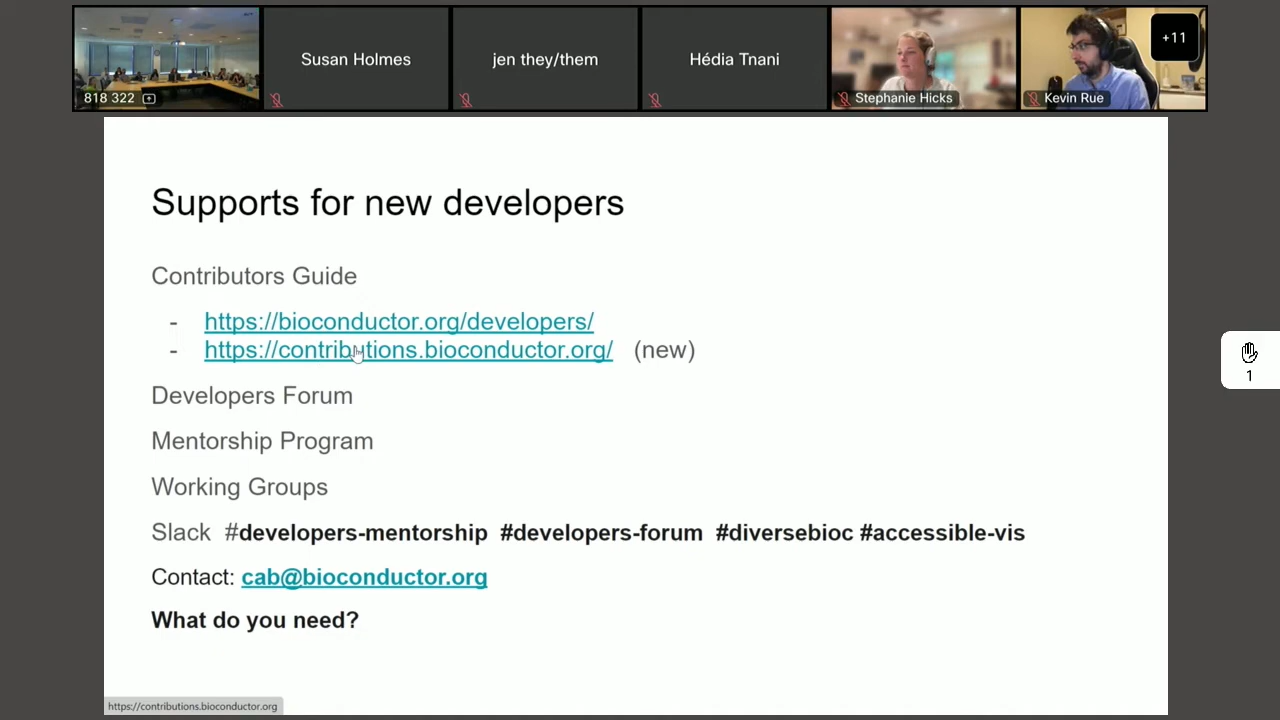 818 322
Susan Holmes
jen they/them
Hédia Tnani
Stephanie Hicks
Kevin Rue
+11
Supports for new developers
Contributors Guide
- https://bioconductor.org/developers/
- https://contributions.bioconductor.org/ (new)
1
Developers Forum
Mentorship Program
Working Groups
Slack #developers-mentorship #developers-forum #diversebioc #accessible-vis
Contact: cab@bioconductor.org
What do you need?
https://contributions.bioconductor.org